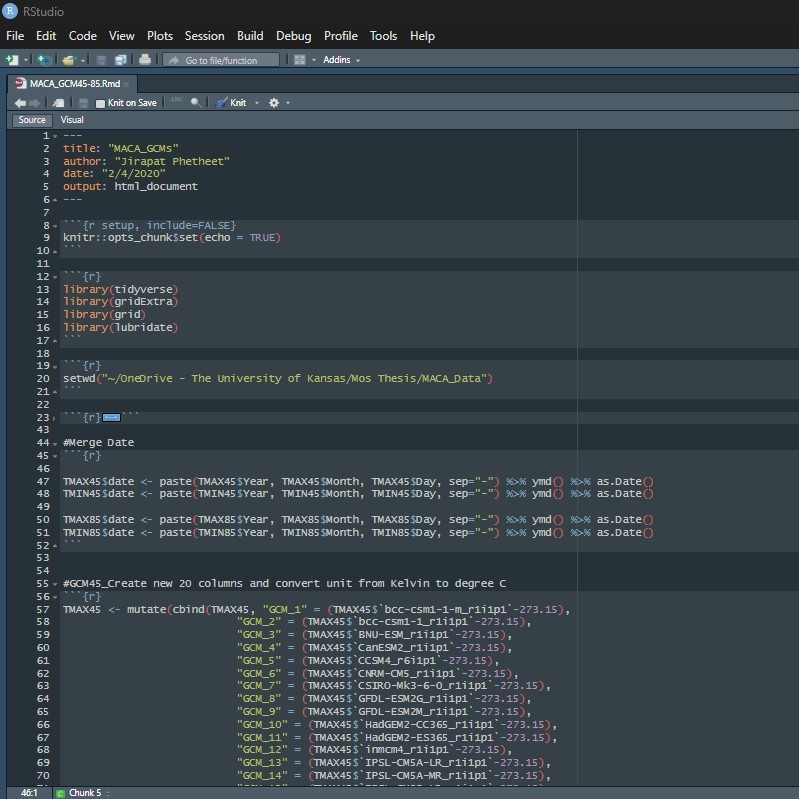 RStudio
File Edit Code View Plots Session Build Debug Profile Tools Help
Go to file/function Addins
MACA_GCM45-85.Rmd
Knit on Save ABC Knit
Source Visual
1 ---
2 title: "MACA_GCMs"
3 author: "Jirapat Phetheet"
4 date: "2/4/2020"
5 output: html_document
6 ---
7
8 ```{r setup, include=FALSE}
9 knitr::opts_chunk$set(echo = TRUE)
10 ```
11
12 ```{r}
13 library(tidyverse)
14 library(gridExtra)
15 library(grid)
16 library(lubridate)
17 ```
18
19 ```{r}
20 setwd("~/OneDrive - The University of Kansas/Mos Thesis/MACA_Data")
21 ```
22
23 ```{r} ```
43
44 #Merge Date
45 ```{r}
46
47 TMAX45$date <- paste(TMAX45$Year, TMAX45$Month, TMAX45$Day, sep="-") %>% ymd() %>% as.Date()
48 TMIN45$date <- paste(TMIN45$Year, TMIN45$Month, TMIN45$Day, sep="-") %>% ymd() %>% as.Date()
49
50 TMAX85$date <- paste(TMAX85$Year, TMAX85$Month, TMAX85$Day, sep="-") %>% ymd() %>% as.Date()
51 TMIN85$date <- paste(TMIN85$Year, TMIN85$Month, TMIN85$Day, sep="-") %>% ymd() %>% as.Date()
52 ```
53
54
55 #GCM45_Create new 20 columns and convert unit from Kelvin to degree C
56 ```{r}
57 TMAX45 <- mutate(cbind(TMAX45, "GCM_1" = (TMAX45$`bcc-csm1-1-m_r1i1p1`-273.15),
58 "GCM_2" = (TMAX45$`bcc-csm1-1_r1i1p1`-273.15),
59 "GCM_3" = (TMAX45$`BNU-ESM_r1i1p1`-273.15),
60 "GCM_4" = (TMAX45$`CanESM2_r1i1p1`-273.15),
61 "GCM_5" = (TMAX45$`CCSM4_r6i1p1`-273.15),
62 "GCM_6" = (TMAX45$`CNRM-CM5_r1i1p1`-273.15),
63 "GCM_7" = (TMAX45$`CSIRO-Mk3-6-0_r1i1p1`-273.15),
64 "GCM_8" = (TMAX45$`GFDL-ESM2G_r1i1p1`-273.15),
65 "GCM_9" = (TMAX45$`GFDL-ESM2M_r1i1p1`-273.15),
66 "GCM_10" = (TMAX45$`HadGEM2-CC365_r1i1p1`-273.15),
67 "GCM_11" = (TMAX45$`HadGEM2-ES365_r1i1p1`-273.15),
68 "GCM_12" = (TMAX45$`inmcm4_r1i1p1`-273.15),
69 "GCM_13" = (TMAX45$`IPSL-CM5A-LR_r1i1p1`-273.15),
70 "GCM_14" = (TMAX45$`IPSL-CM5A-MR_r1i1p1`-273.15),
46:1 C Chunk 5